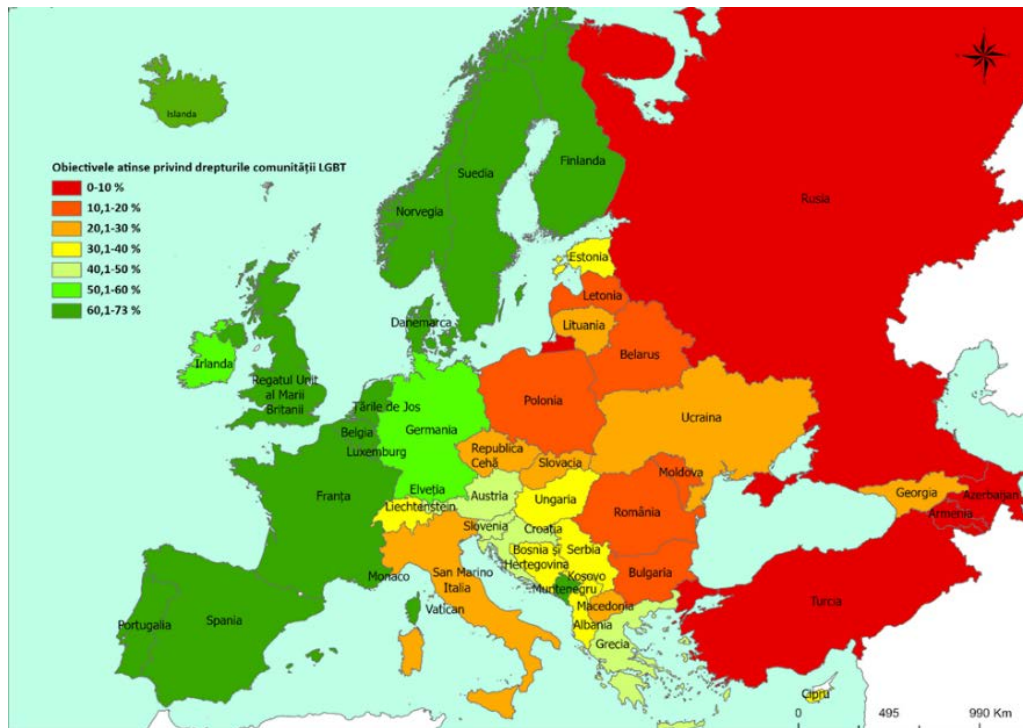 Islanda
Obiectivele atinse privind drepturile comunității LGBT
0-10 %
10,1-20 %
20,1-30 %
30,1-40 %
40,1-50 %
50,1-60 %
60,1-73 %
Finlanda
Suedia
Norvegia
Rusia
Estonia
Letonia
Lituania
Danemarca
Belarus
Irlanda
Regatul Unit
al Marii
Britanii
Țările de Jos
Belgia
Luxemburg
Germania
Polonia
Ucraina
Republica
Cehă
Slovacia
Moldova
Franța
Elveția
Liechtenstein
Austria
Ungaria
România
Georgia
Azerbaijan
Armenia
Slovenia
Croația
Bosnia și
Herțegovina
Serbia
Kosovo
Muntenegru
Bulgaria
Monaco
San Marino
Italia
Vatican
Macedonia
Albania
Grecia
Turcia
Portugalia
Spania
Cipru
0 495 990 Km